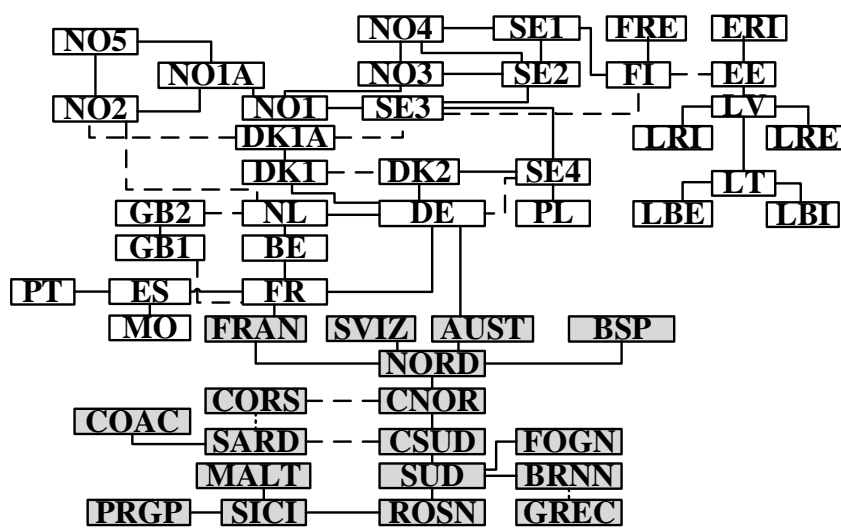 NO5 NO4 SE1 FRE ERI
NO1A NO3 SE2 FI EE
NO2 NO1 SE3 LV
DK1A LRI LRE
DK1 DK2 SE4 LT
GB2 NL DE PL LBE LBI
GB1 BE
PT ES FR
MO FRAN SVIZ AUST BSP
NORD
CORS CNOR
COAC
SARD CSUD FOGN
MALT SUD BRNN
PRGP SICI ROSN GREC